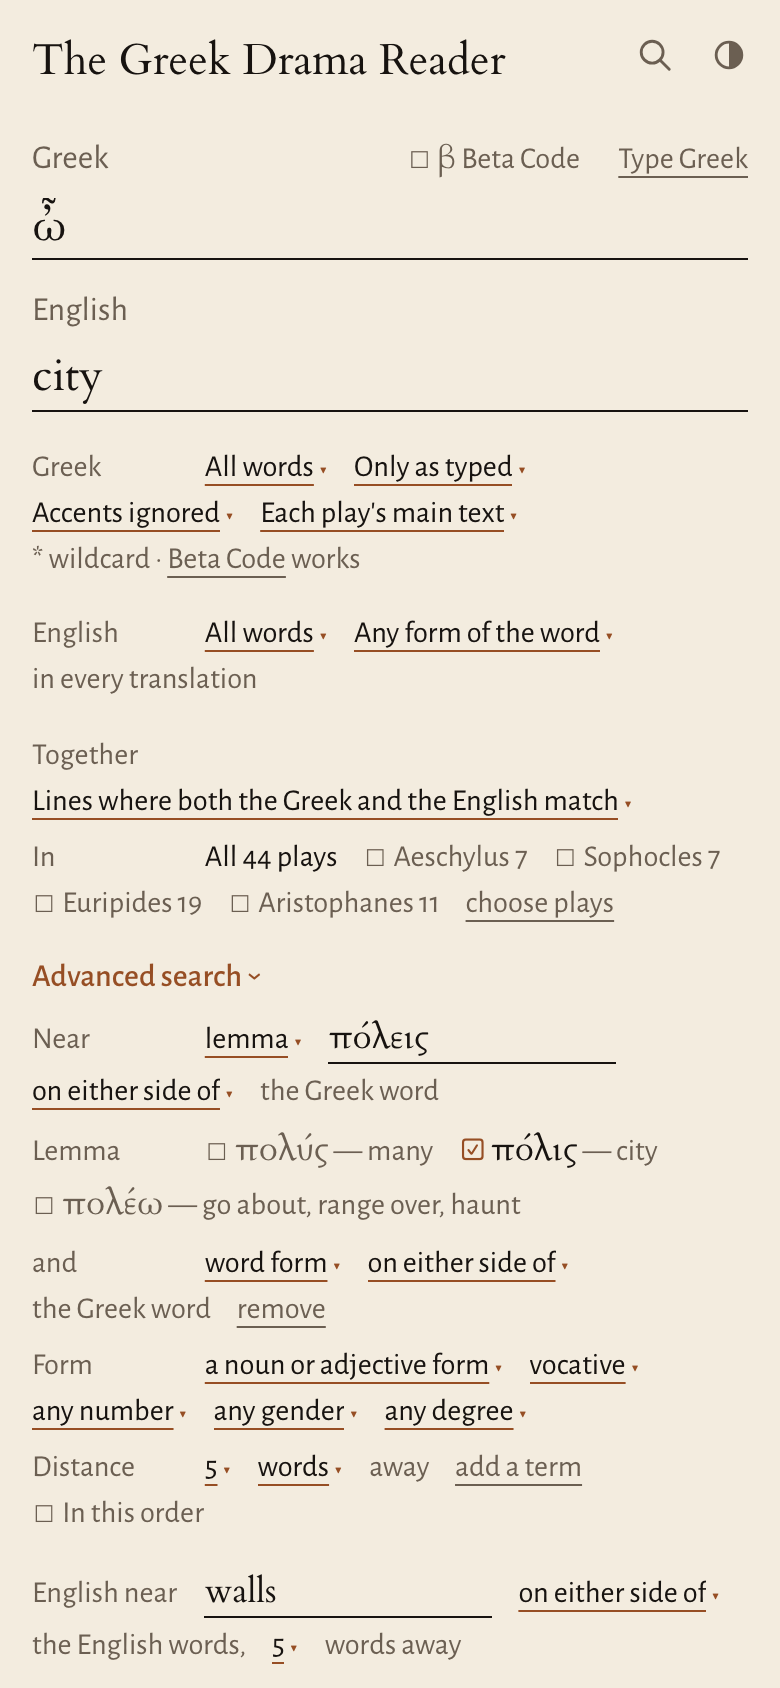 The Greek Drama Reader
Greek ☐ β Beta Code Type Greek
ὦ
English
city
Greek All words ▾ Only as typed ▾
Accents ignored ▾ Each play's main text ▾
* wildcard · Beta Code works
English All words ▾ Any form of the word ▾
in every translation
Together
Lines where both the Greek and the English match ▾
In All 44 plays ☐ Aeschylus 7 ☐ Sophocles 7
☐ Euripides 19 ☐ Aristophanes 11 choose plays
Advanced search
Near lemma ▾ πόλεις
on either side of ▾ the Greek word
Lemma ☐ πολύς — many ☑ πόλις — city
☐ πολέω — go about, range over, haunt
and word form ▾ on either side of ▾
the Greek word remove
Form a noun or adjective form ▾ vocative ▾
any number ▾ any gender ▾ any degree ▾
Distance 5 ▾ words ▾ away add a term
☐ In this order
English near walls on either side of ▾
the English words, 5 ▾ words away